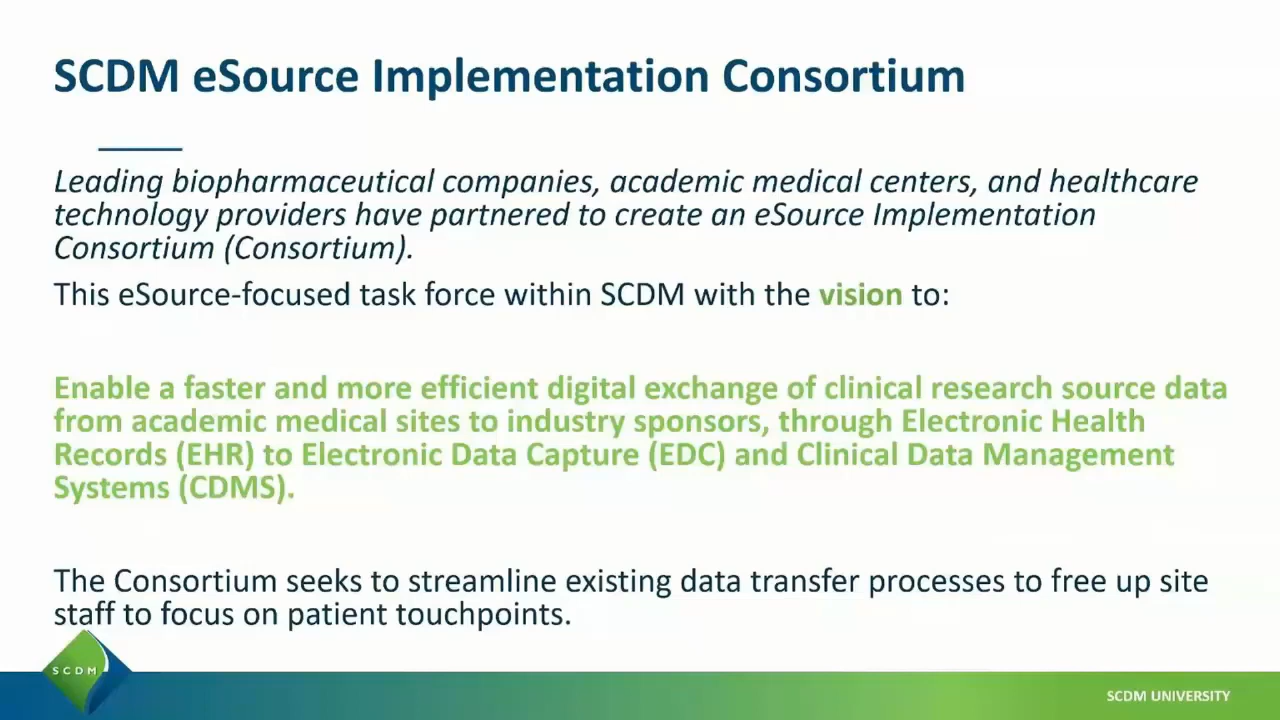 SCDM eSource Implementation Consortium
Leading biopharmaceutical companies, academic medical centers, and healthcare
technology providers have partnered to create an eSource Implementation
Consortium (Consortium).
This eSource-focused task force within SCDM with the vision to:
Enable a faster and more efficient digital exchange of clinical research source data
from academic medical sites to industry sponsors, through Electronic Health
Records (EHR) to Electronic Data Capture (EDC) and Clinical Data Management
Systems (CDMS).
The Consortium seeks to streamline existing data transfer processes to free up site
staff to focus on patient touchpoints.
SCDM
SCDM UNIVERSITY